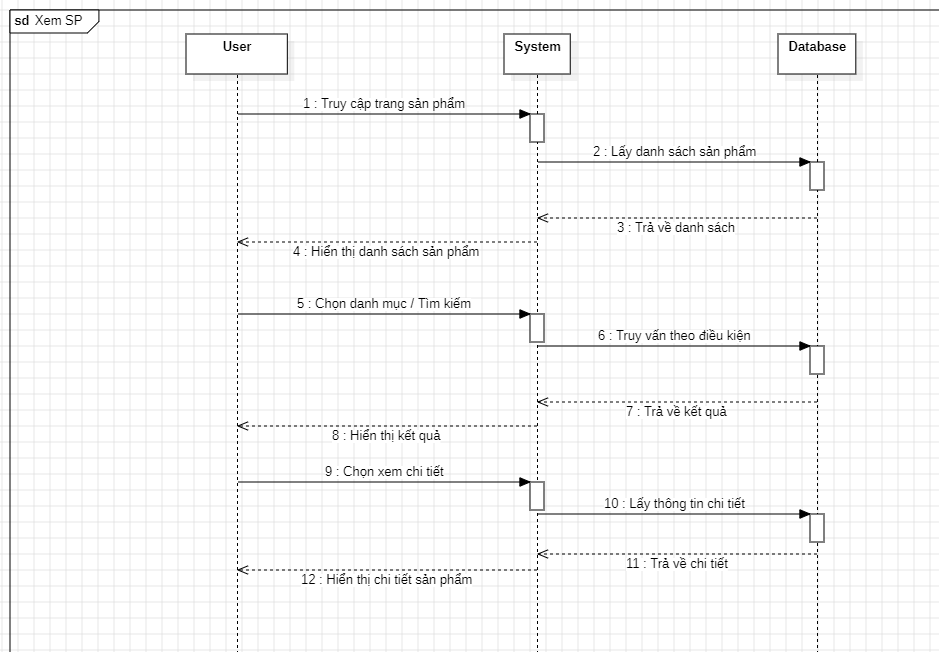 sd Xem SP
User
System
Database
1 : Truy cập trang sản phẩm
2 : Lấy danh sách sản phẩm
3 : Trả về danh sách
4 : Hiển thị danh sách sản phẩm
5 : Chọn danh mục / Tìm kiếm
6 : Truy vấn theo điều kiện
7 : Trả về kết quả
8 : Hiển thị kết quả
9 : Chọn xem chi tiết
10 : Lấy thông tin chi tiết
11 : Trả về chi tiết
12 : Hiển thị chi tiết sản phẩm